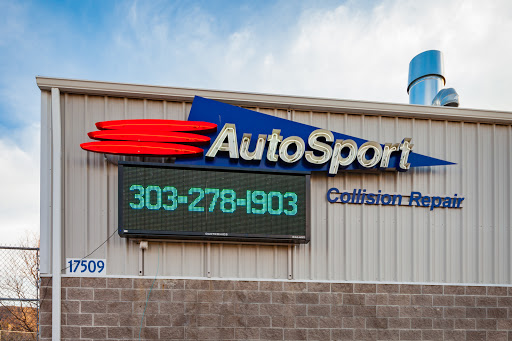 AutoSport
Collision Repair
303-278-1903
17509